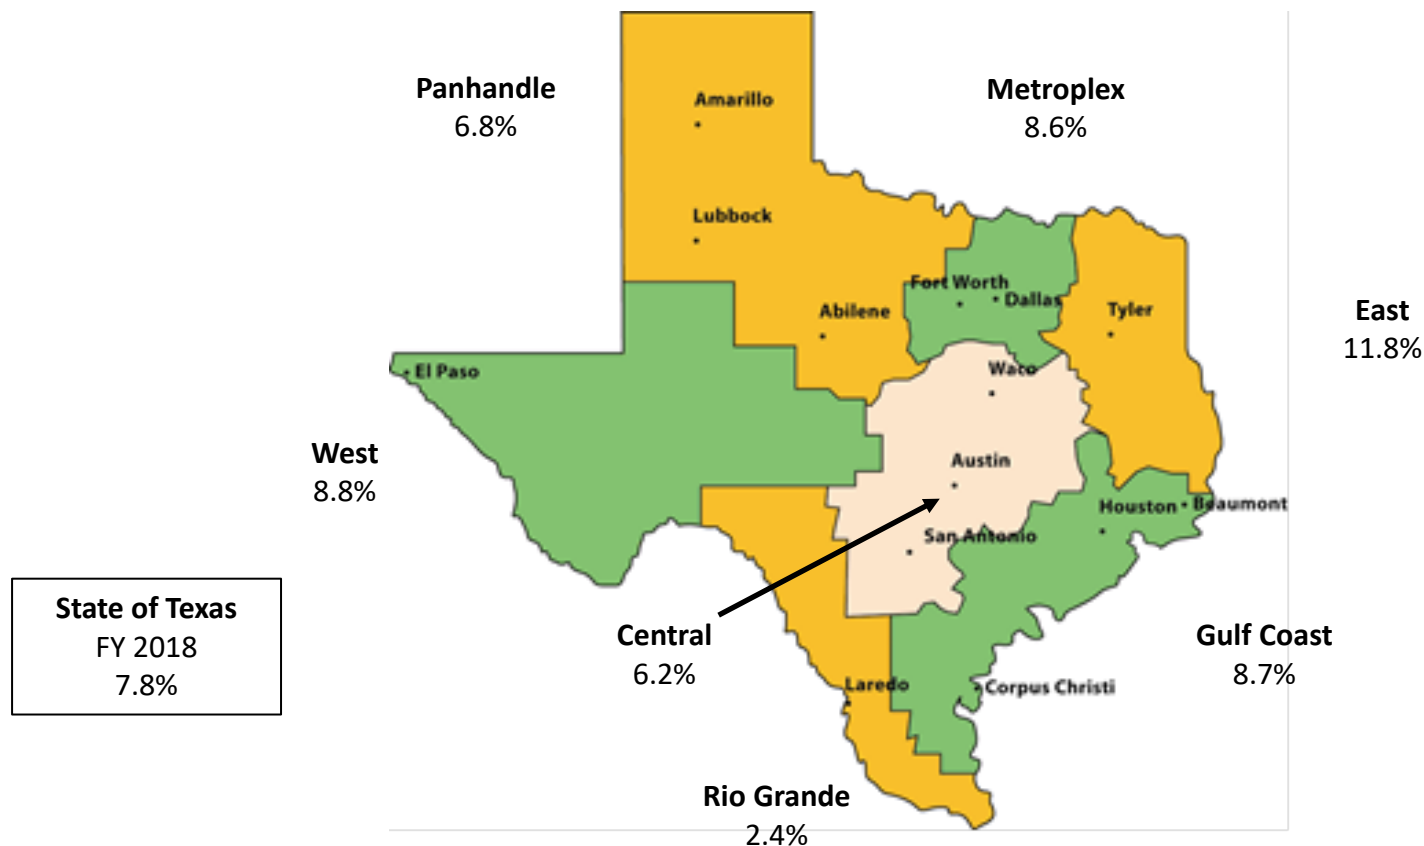 Panhandle
6.8%
Metroplex
8.6%
Amarillo
Lubbock
Abilene
Fort Worth
Dallas
Tyler
East
11.8%
El Paso
Waco
West
8.8%
Austin
Houston
Beaumont
San Antonio
State of Texas
FY 2018
7.8%
Central
6.2%
Gulf Coast
8.7%
Laredo
Corpus Christi
Rio Grande
2.4%